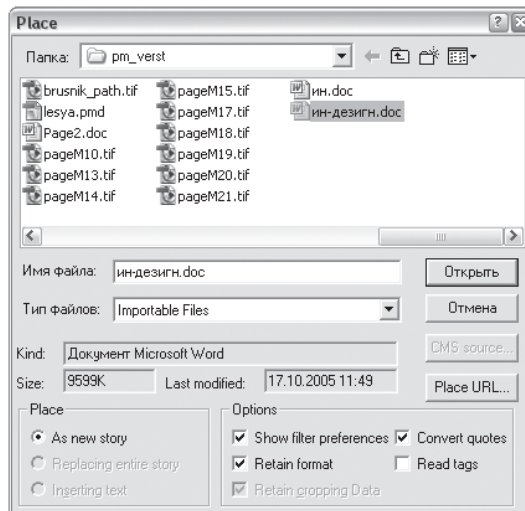 Place
Папка: pm_verst
brusnik_path.tif pageM15.tif ин.doc
lesya.pmd pageM17.tif ин-дезигн.doc
Page2.doc pageM18.tif
pageM10.tif pageM19.tif
pageM13.tif pageM20.tif
pageM14.tif pageM21.tif
Имя файла: ин-дезигн.doc Открыть
Тип файлов: Importable Files Отмена
Kind: Документ Microsoft Word CMS source...
Size: 9599K Last modified: 17.10.2005 11:49 Place URL...
Place Options
As new story Show filter preferences Convert quotes
Replacing entire story Retain format Read tags
Inserting text Retain cropping Data